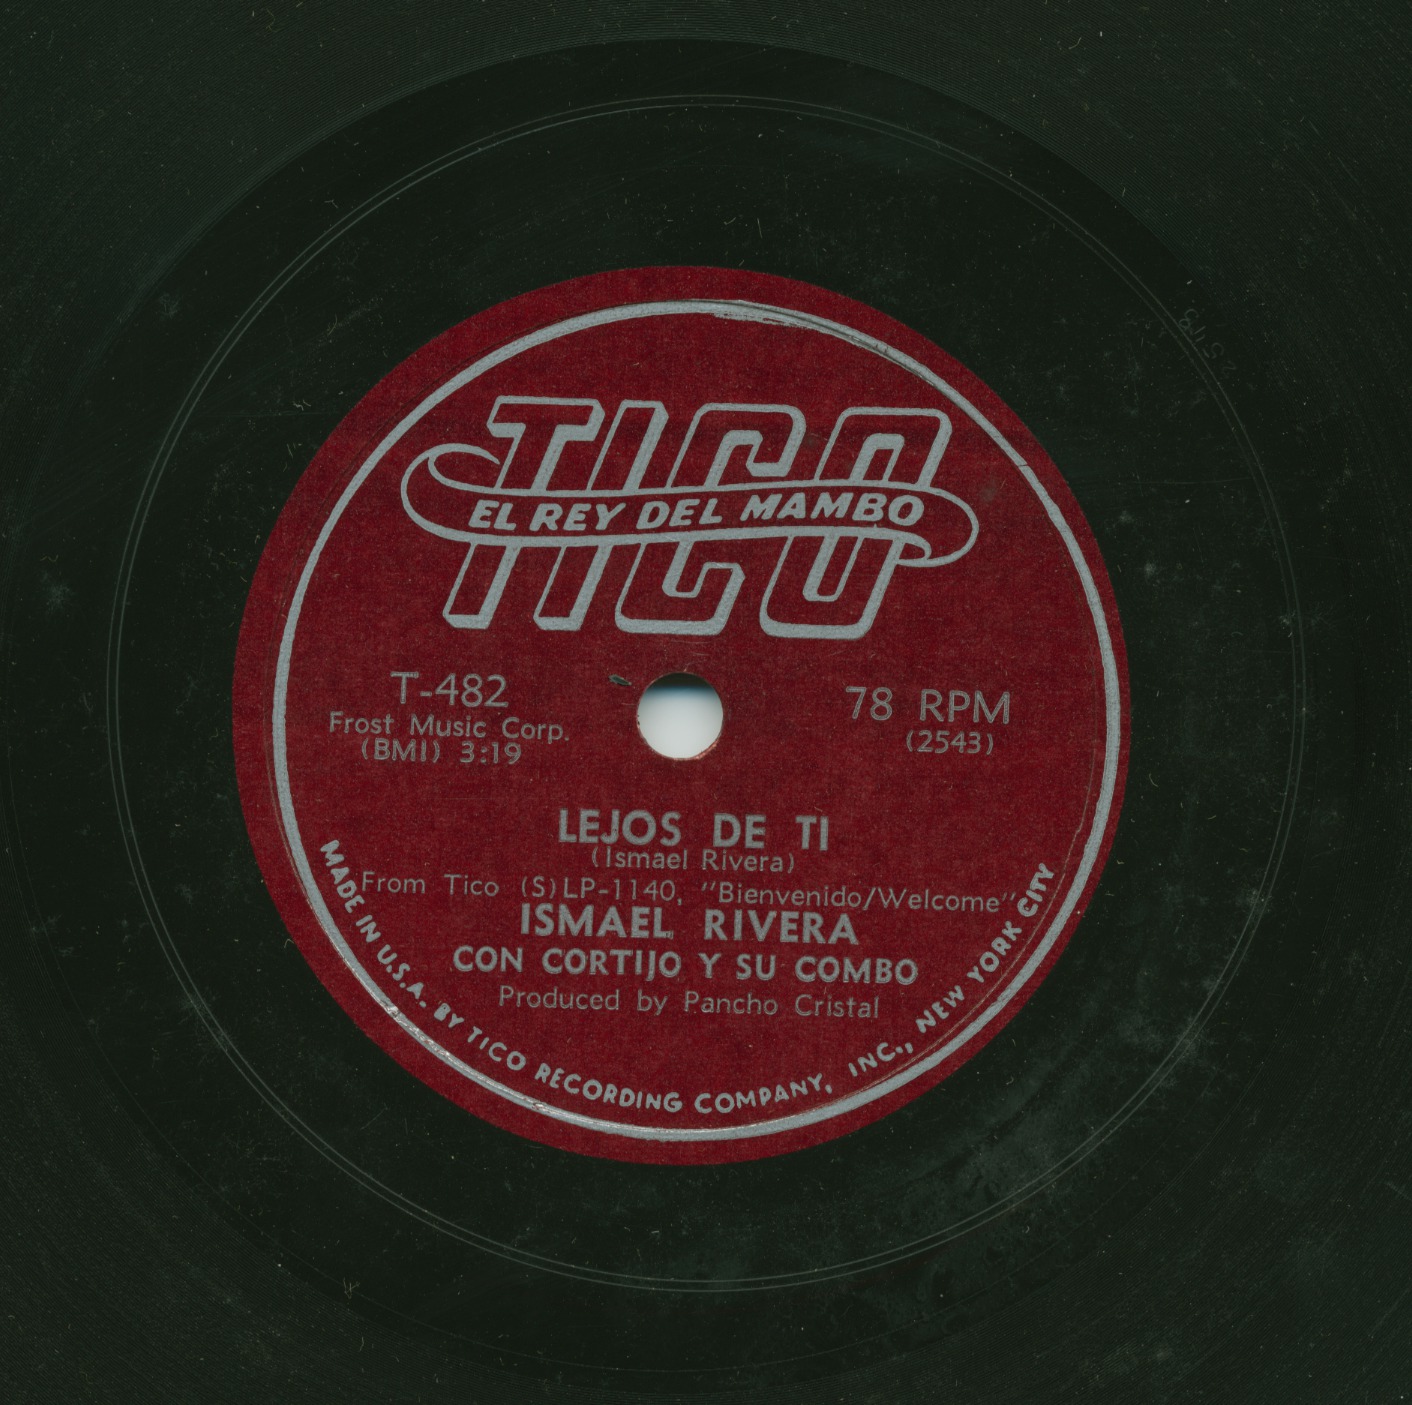 TICO
EL REY DEL MAMBO
T-482
Frost Music Corp.
(BMI) 3:19
78 RPM
(2543)
LEJOS DE TI
(Ismael Rivera)
From Tico (S)LP-1140, "Bienvenido/Welcome"
ISMAEL RIVERA
CON CORTIJO Y SU COMBO
Produced by Pancho Cristal
MADE IN U.S.A. BY TICO RECORDING COMPANY, INC., NEW YORK CITY